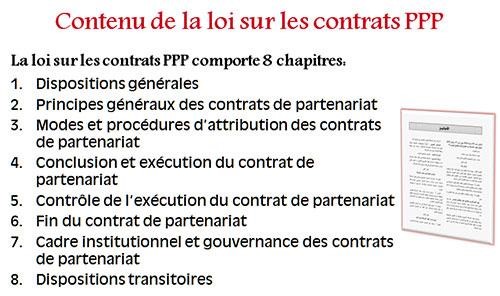 Contenu de la loi sur les contrats PPP
La loi sur les contrats PPP comporte 8 chapitres:
1. Dispositions générales
2. Principes généraux des contrats de partenariat
3. Modes et procédures d'attribution des contrats
de partenariat
4. Conclusion et exécution du contrat de
partenariat
5. Contrôle de l'exécution du contrat de partenariat
6. Fin du contrat de partenariat
7. Cadre institutionnel et gouvernance des contrats
de partenariat
8. Dispositions transitoires